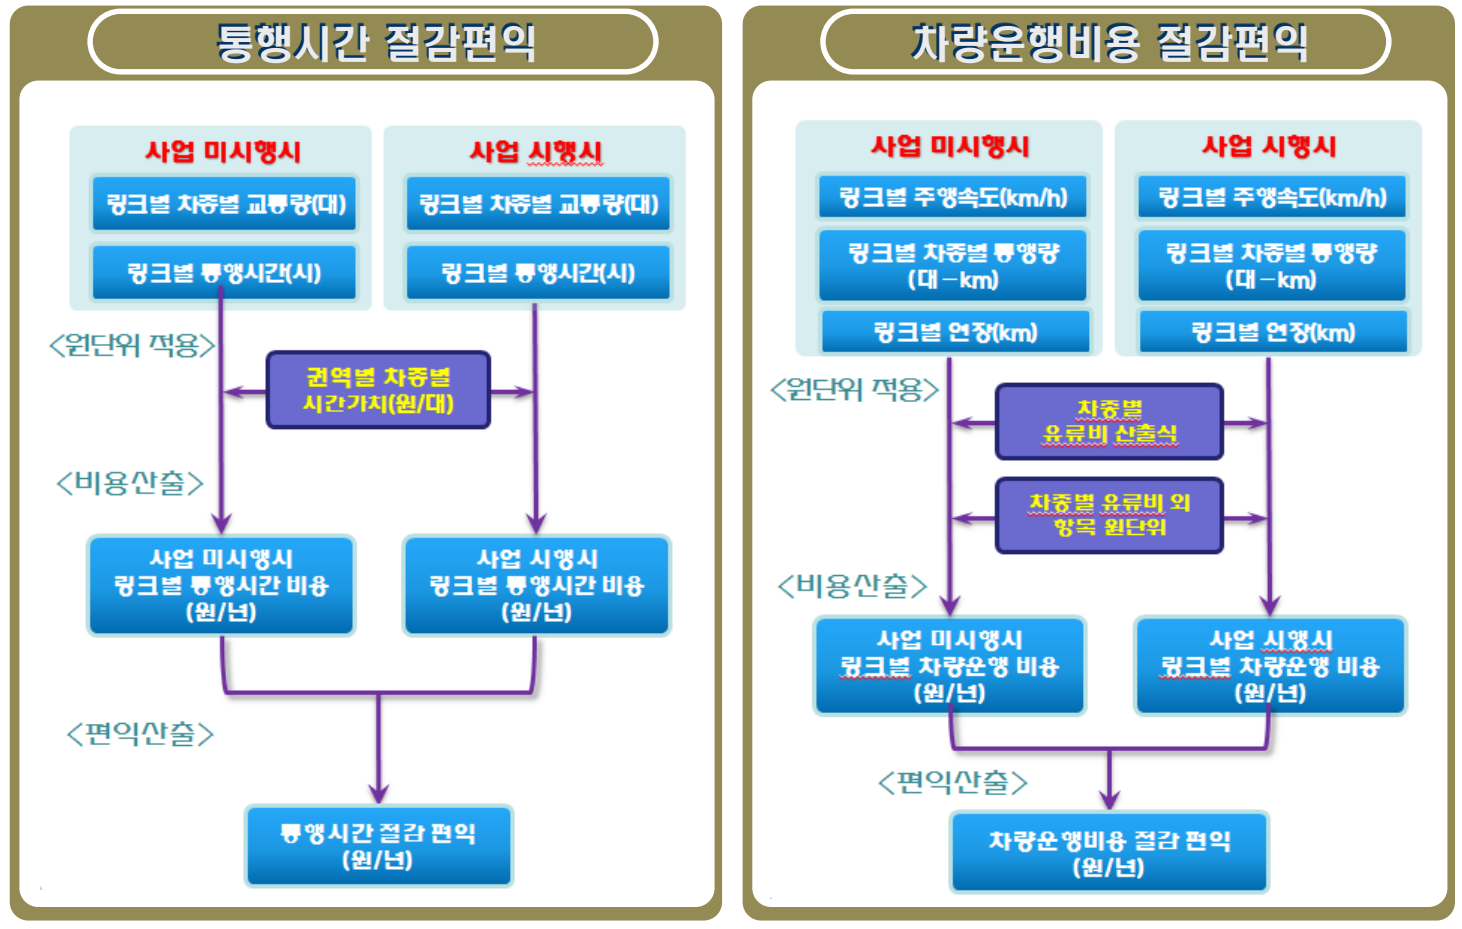 통행시간 절감편익
사업 미시행시
사업 시행시
링크별 차종별 교통량(대)
링크별 차종별 교통량(대)
링크별 통행시간(시)
링크별 통행시간(시)
<원단위 적용>
권역별 차종별
시간가치(원/대)
<비용산출>
사업 미시행시
링크별 통행시간 비용
(원/년)
사업 시행시
링크별 통행시간 비용
(원/년)
<편익산출>
통행시간 절감 편익
(원/년)
차량운행비용 절감편익
사업 미시행시
사업 시행시
링크별 주행속도(km/h)
링크별 주행속도(km/h)
링크별 차종별 통행량
(대-km)
링크별 차종별 통행량
(대-km)
링크별 연장(km)
링크별 연장(km)
<원단위 적용>
차종별
유류비 산출식
차종별 유류비 외
항목 원단위
<비용산출>
사업 미시행시
링크별 차량운행 비용
(원/년)
사업 시행시
링크별 차량운행 비용
(원/년)
<편익산출>
차량운행비용 절감 편익
(원/년)